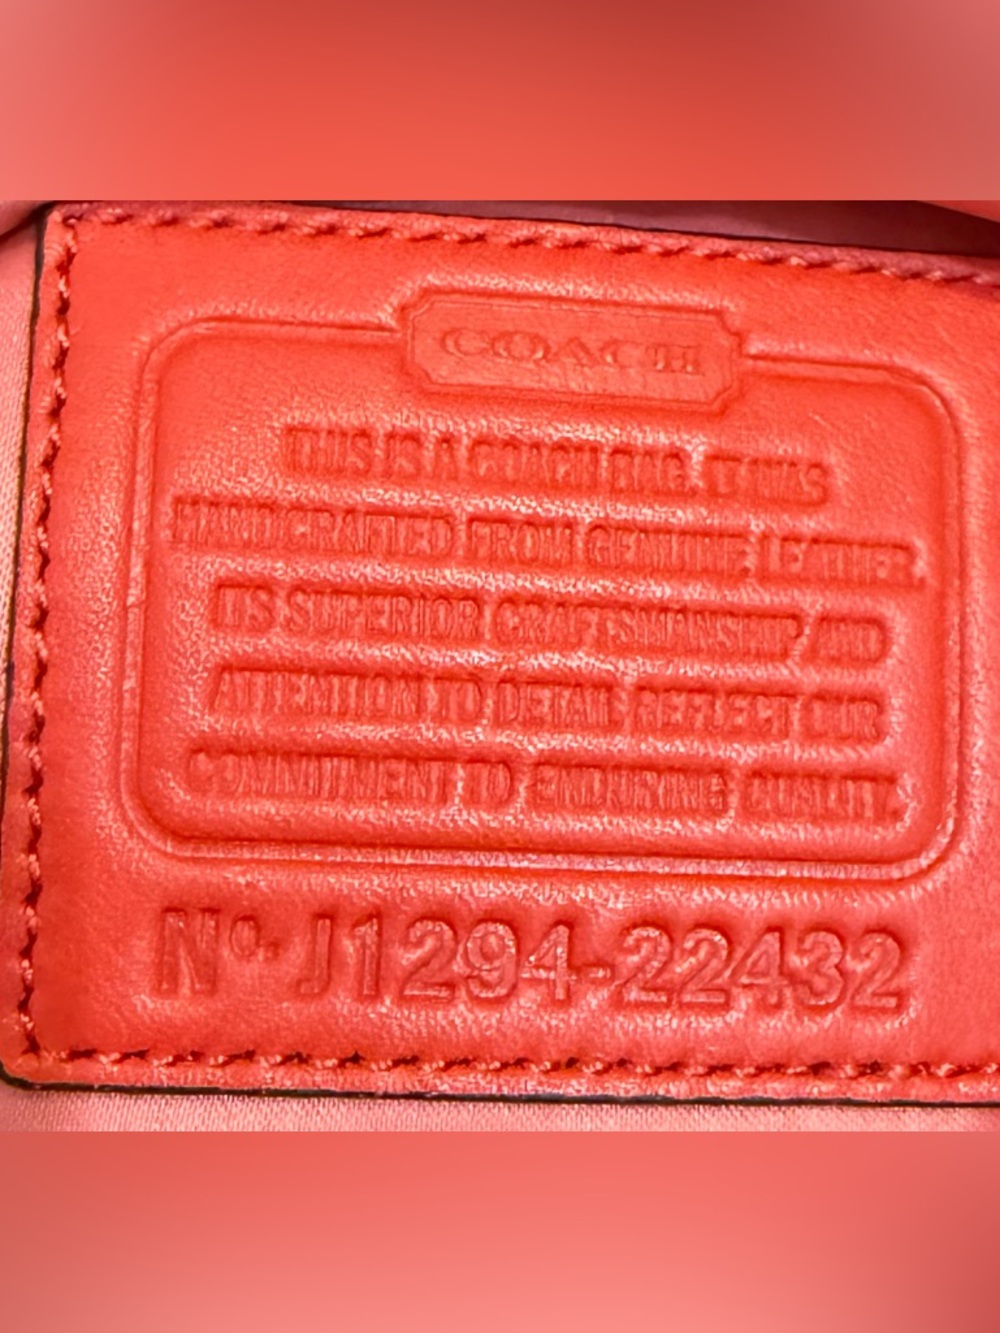 COACH
THIS IS A COACH BAG. IT WAS
HANDCRAFTED FROM GENUINE LEATHER.
ITS SUPERIOR CRAFTSMANSHIP AND
ATTENTION TO DETAIL REFLECT OUR
COMMITMENT TO ENDURING QUALITY.
Nº. J1294-22432